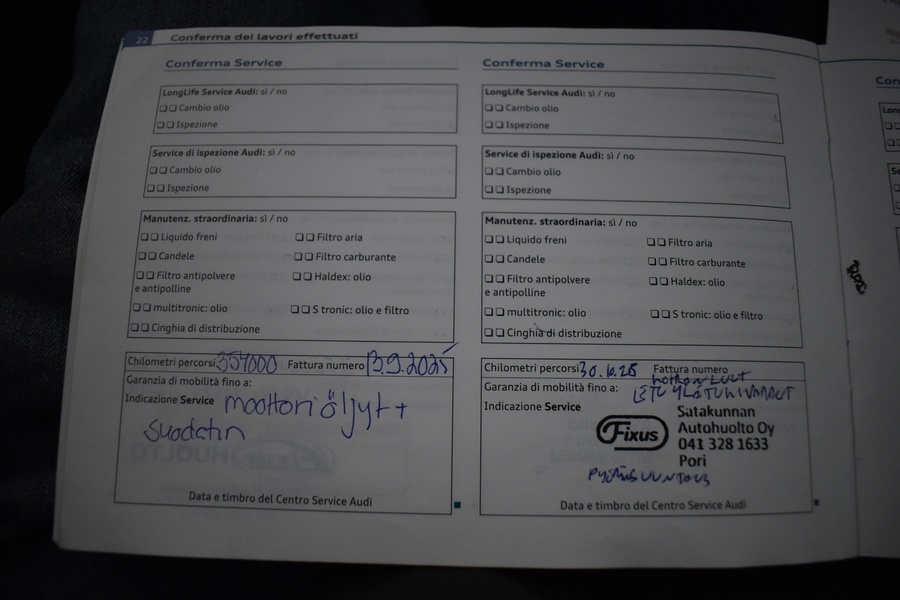 22 Conferma dei lavori effettuati
Conferma Service
LongLife Service Audi: sì / no
❑ ❑ Cambio olio
❑ ❑ Ispezione
Service di ispezione Audi: sì / no
❑ ❑ Cambio olio
❑ ❑ Ispezione
Manutenz. straordinaria: sì / no
❑ ❑ Liquido freni ❑ ❑ Filtro aria
❑ ❑ Candele ❑ ❑ Filtro carburante
❑ ❑ Filtro antipolvere ❑ ❑ Haldex: olio
e antipolline
❑ ❑ multitronic: olio ❑ ❑ S tronic: olio e filtro
❑ ❑ Cinghia di distribuzione
Chilometri percorsi 354000 Fattura numero 13.9.2025
Garanzia di mobilità fino a:
Indicazione Service moottori öljyt +
suodatin
Data e timbro del Centro Service Audi
Conferma Service
LongLife Service Audi: sì / no
❑ ❑ Cambio olio
❑ ❑ Ispezione
Service di ispezione Audi: sì / no
❑ ❑ Cambio olio
❑ ❑ Ispezione
Manutenz. straordinaria: sì / no
❑ ❑ Liquido freni ❑ ❑ Filtro aria
❑ ❑ Candele ❑ ❑ Filtro carburante
❑ ❑ Filtro antipolvere ❑ ❑ Haldex: olio
e antipolline
❑ ❑ multitronic: olio ❑ ❑ S tronic: olio e filtro
❑ ❑ Cinghia di distribuzione
Chilometri percorsi 30.10.25 Fattura numero
Garanzia di mobilità fino a: ETUYLÄTUKIVARRET
Indicazione Service
Fixus
Satakunnan
Autohuolto Oy
041 328 1633
Pori
Data e timbro del Centro Service Audi
Con